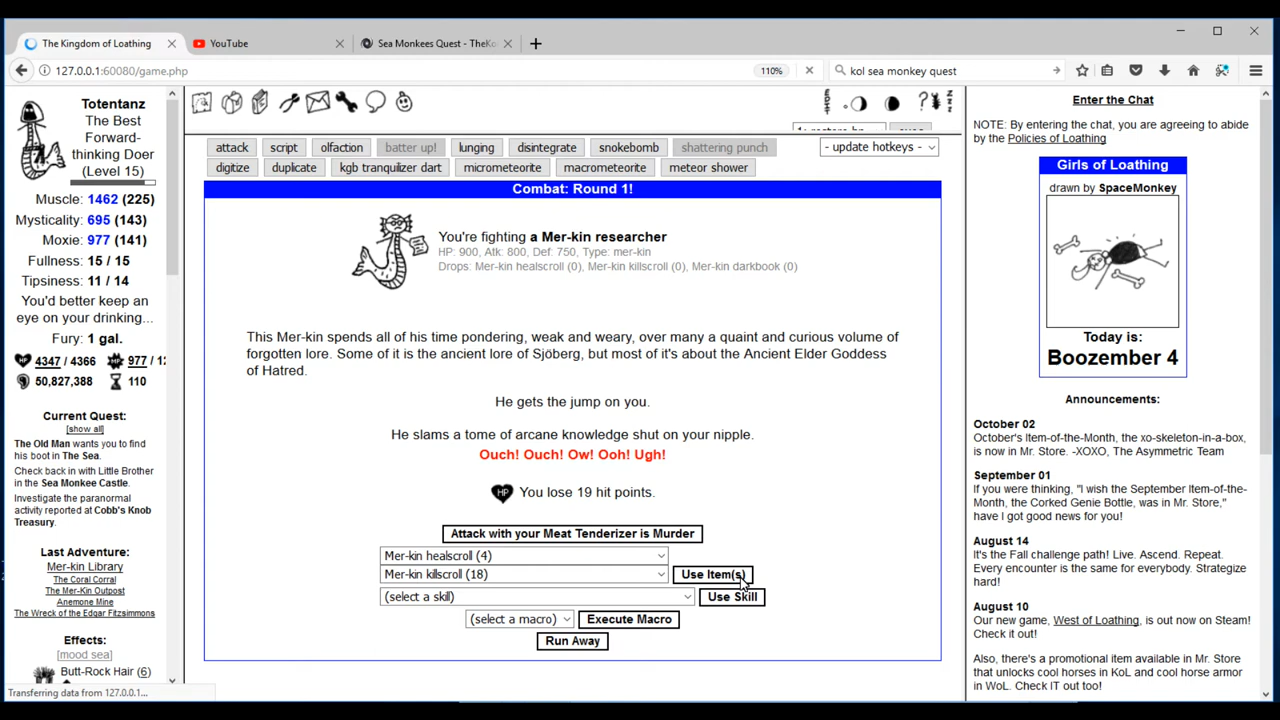 The Kingdom of Loathing
YouTube
Sea Monkees Quest - TheKo
127.0.0.1:60080/game.php
110%
kol sea monkey quest
Totentanz
The Best
Forward-
thinking Doer
(Level 15)
Muscle: 1462 (225)
Mysticality: 695 (143)
Moxie: 977 (141)
Fullness: 15 / 15
Tipsiness: 11 / 14
You'd better keep an
eye on your drinking...
Fury: 1 gal.
4347 / 4366
977 / 12
50,827,388
110
Current Quest:
[show all]
The Old Man wants you to find
his boot in The Sea.
Check back in with Little Brother
in the Sea Monkee Castle.
Investigate the paranormal
activity reported at Cobb's Knob
Treasury.
Last Adventure:
Mer-kin Library
The Coral Corral
The Mer-Kin Outpost
Anemone Mine
The Wreck of the Edgar Fitzsimmons
Effects:
[mood sea]
Butt-Rock Hair (6)
Transferring data from 127.0.0.1...
attack
script
olfaction
batter up!
lunging
disintegrate
snokebomb
shattering punch
- update hotkeys -
digitize
duplicate
kgb tranquilizer dart
micrometeorite
macrometeorite
meteor shower
Combat: Round 1!
You're fighting a Mer-kin researcher
HP: 900, Atk: 800, Def: 750, Type: mer-kin
Drops: Mer-kin healscroll (0), Mer-kin killscroll (0), Mer-kin darkbook (0)
This Mer-kin spends all of his time pondering, weak and weary, over many a quaint and curious volume of
forgotten lore. Some of it is the ancient lore of Sjöberg, but most of it's about the Ancient Elder Goddess
of Hatred.
He gets the jump on you.
He slams a tome of arcane knowledge shut on your nipple.
Ouch! Ouch! Ow! Ooh! Ugh!
HP You lose 19 hit points.
Attack with your Meat Tenderizer is Murder
Mer-kin healscroll (4)
Mer-kin killscroll (18)
Use Item(s)
(select a skill)
Use Skill
(select a macro)
Execute Macro
Run Away
Enter the Chat
NOTE: By entering the chat, you are agreeing to abide
by the Policies of Loathing
Girls of Loathing
drawn by SpaceMonkey
Today is:
Boozember 4
Announcements:
October 02
October's Item-of-the-Month, the xo-skeleton-in-a-box,
is now in Mr. Store. -XOXO, The Asymmetric Team
September 01
If you were thinking, "I wish the September Item-of-the-
Month, the Corked Genie Bottle, was in Mr. Store,"
have I got good news for you!
August 14
It's the Fall challenge path! Live. Ascend. Repeat.
Every encounter is the same for everybody. Strategize
hard!
August 10
Our new game, West of Loathing, is out now on Steam!
Check it out!
Also, there's a promotional item available in Mr. Store
that unlocks cool horses in KoL and cool horse armor
in WoL. Check IT out too!